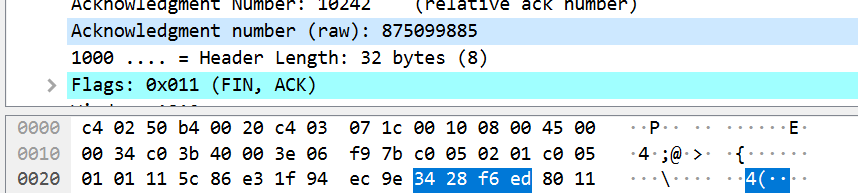 Acknowledgment Number: 10242    (relative ack number)
Acknowledgment number (raw): 875099885
1000 .... = Header Length: 32 bytes (8)
Flags: 0x011 (FIN, ACK)
0000 c4 02 50 b4 00 20 c4 03 07 1c 00 10 08 00 45 00 ··P·· ·· ······E·
0010 00 34 c0 3b 40 00 3e 06 f9 7b c0 05 02 01 c0 05 ·4·;@·>· ·{······
0020 01 01 11 5c 86 e3 1f 94 ec 9e 34 28 f6 ed 80 11 ···\···· ··4(····